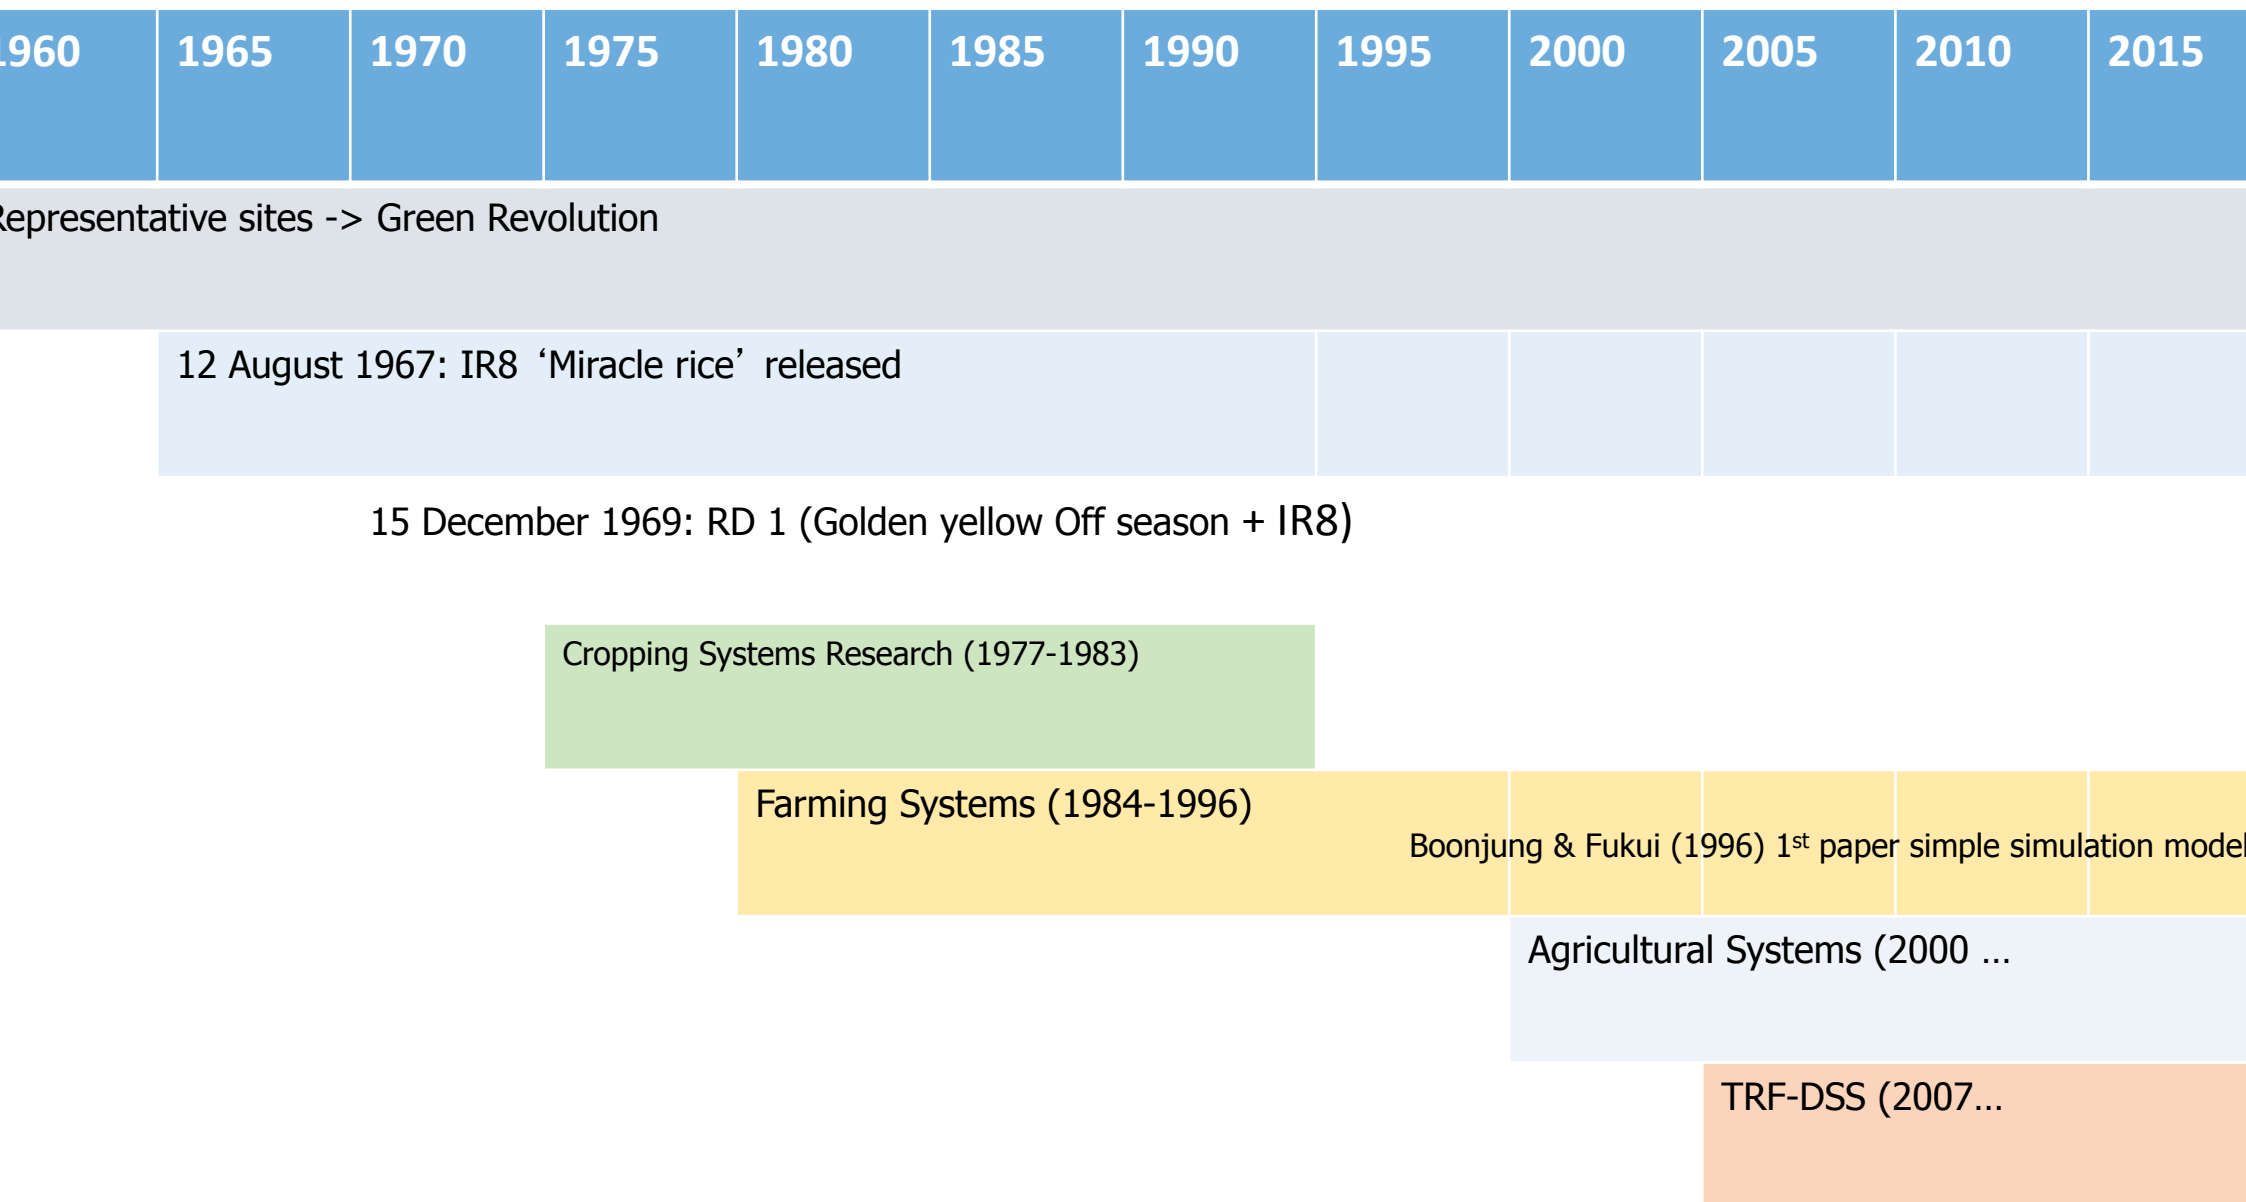 1960 1965 1970 1975 1980 1985 1990 1995 2000 2005 2010 2015
Representative sites -> Green Revolution
12 August 1967: IR8 ‘Miracle rice’ released
15 December 1969: RD 1 (Golden yellow Off season + IR8)
Cropping Systems Research (1977-1983)
Farming Systems (1984-1996)
Boonjung & Fukui (1996) 1st paper simple simulation model
Agricultural Systems (2000 ...
TRF-DSS (2007...